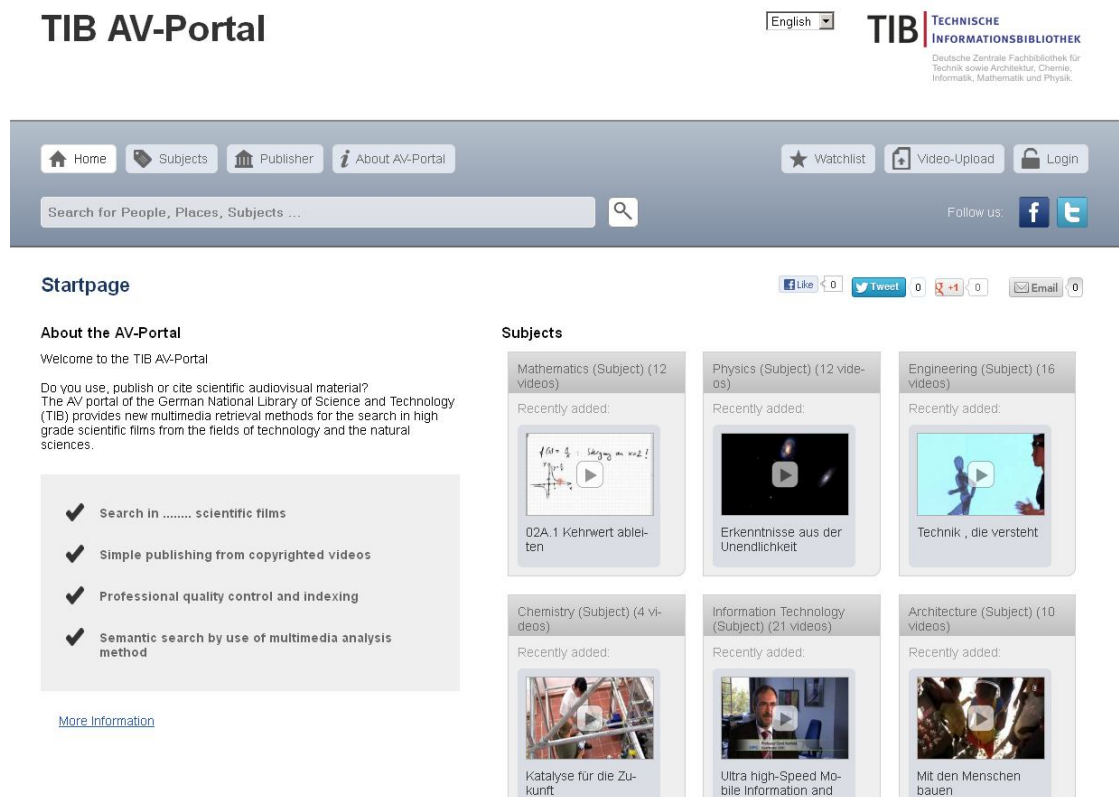 TIB AV-Portal
English
TIB
TECHNISCHE
INFORMATIONSBIBLIOTHEK
Deutsche Zentrale Fachbibliothek für
Technik sowie Architektur, Chemie,
Informatik, Mathematik und Physik.
Home
Subjects
Publisher
About AV-Portal
Watchlist
Video-Upload
Login
Search for People, Places, Subjects ...
Follow us:
Startpage
Like 0
Tweet 0
+1 0
Email 0
About the AV-Portal
Welcome to the TIB AV-Portal
Do you use, publish or cite scientific audiovisual material?
The AV portal of the German National Library of Science and Technology
(TIB) provides new multimedia retrieval methods for the search in high
grade scientific films from the fields of technology and the natural
sciences.
Search in ........ scientific films
Simple publishing from copyrighted videos
Professional quality control and indexing
Semantic search by use of multimedia analysis
method
More Information
Subjects
Mathematics (Subject) (12
videos)
Recently added:
02A.1 Kehrwert ablei-
ten
Physics (Subject) (12 vide-
os)
Recently added:
Erkenntnisse aus der
Unendlichkeit
Engineering (Subject) (16
videos)
Recently added:
Technik , die versteht
Chemistry (Subject) (4 vi-
deos)
Recently added:
Katalyse für die Zu-
kunft
Information Technology
(Subject) (21 videos)
Recently added:
Ultra high-Speed Mo-
bile Information and
Architecture (Subject) (10
videos)
Recently added:
Mit den Menschen
bauen